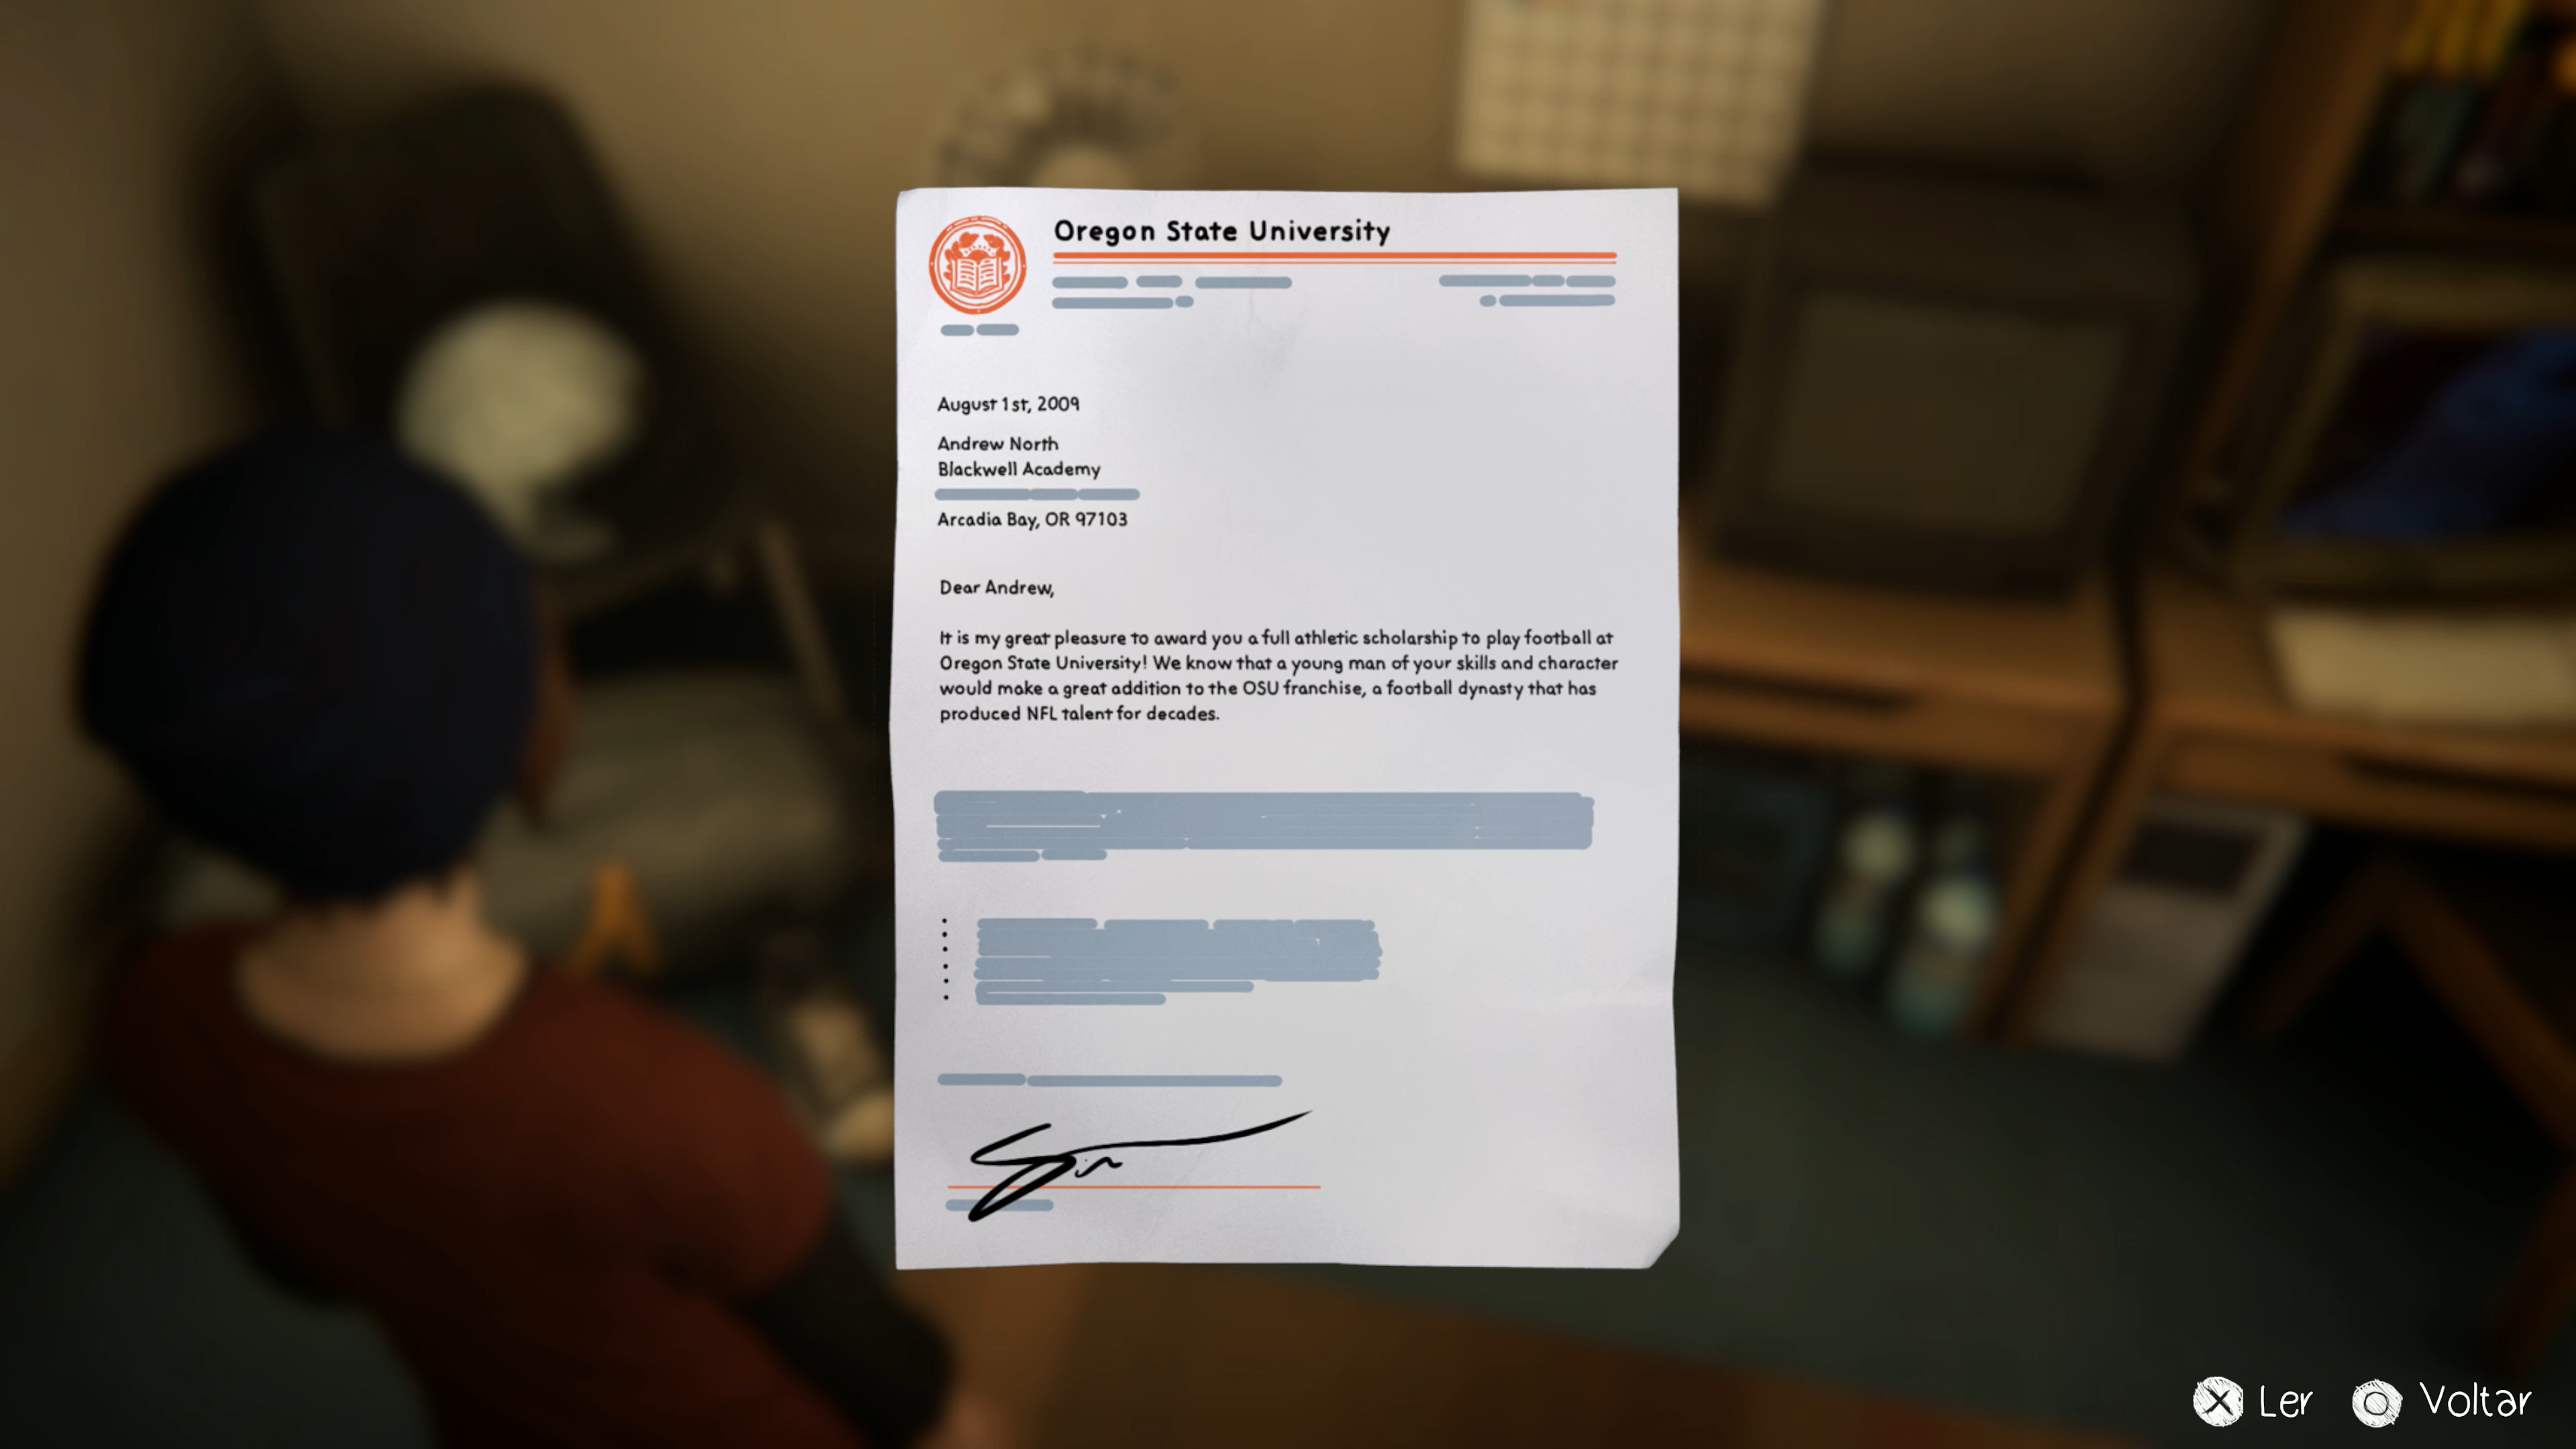 Oregon State University
August 1st, 2009
Andrew North
Blackwell Academy
Arcadia Bay, OR 97103
Dear Andrew,
It is my great pleasure to award you a full athletic scholarship to play football at
Oregon State University! We know that a young man of your skills and character
would make a great addition to the OSU franchise, a football dynasty that has
produced NFL talent for decades.
Ler
Voltar